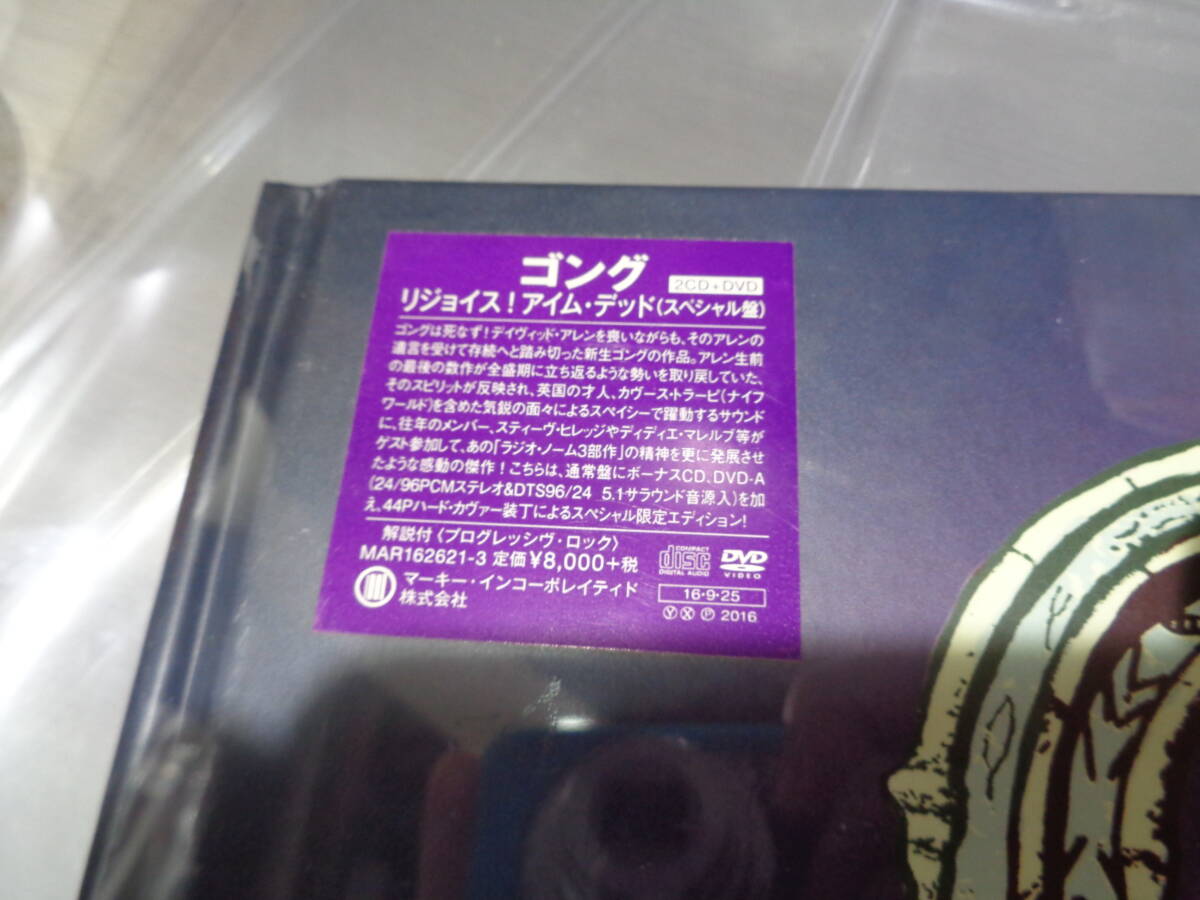 ゴング 2CD+DVD
リジョイス!アイム・デッド(スペシャル盤)
ゴングは死なず!デイヴィッド・アレンを喪いながらも、そのアレンの
遺言を受けて存続へと踏み切った新生ゴングの作品。アレン生前
の最後の数作が全盛期に立ち返るような勢いを取り戻していた、
そのスピリットが反映され、英国の才人、カヴース・トラービ(ナイフ
ワールド)を含めた気鋭の面々によるスペイシーで躍動するサウンド
に、往年のメンバー、スティーヴ・ヒレッジやディディエ・マレルブ等が
ゲスト参加して、あの「ラジオ・ノーム3部作」の精神を更に発展させ
たような感動の傑作!こちらは、通常盤にボーナスCD、DVD-A
(24/96PCMステレオ&DTS96/24 5.1サラウンド音源入)を加
え、44Pハード・カヴァー装丁によるスペシャル限定エディション!
解説付〈プログレッシヴ・ロック〉
MAR162621-3 定価¥8,000+税
COMPACT disc DIGITAL AUDIO
DVD VIDEO
マーキー・インコーポレイティド
株式会社
16・9・25
Ⓨ Ⓧ Ⓟ 2016